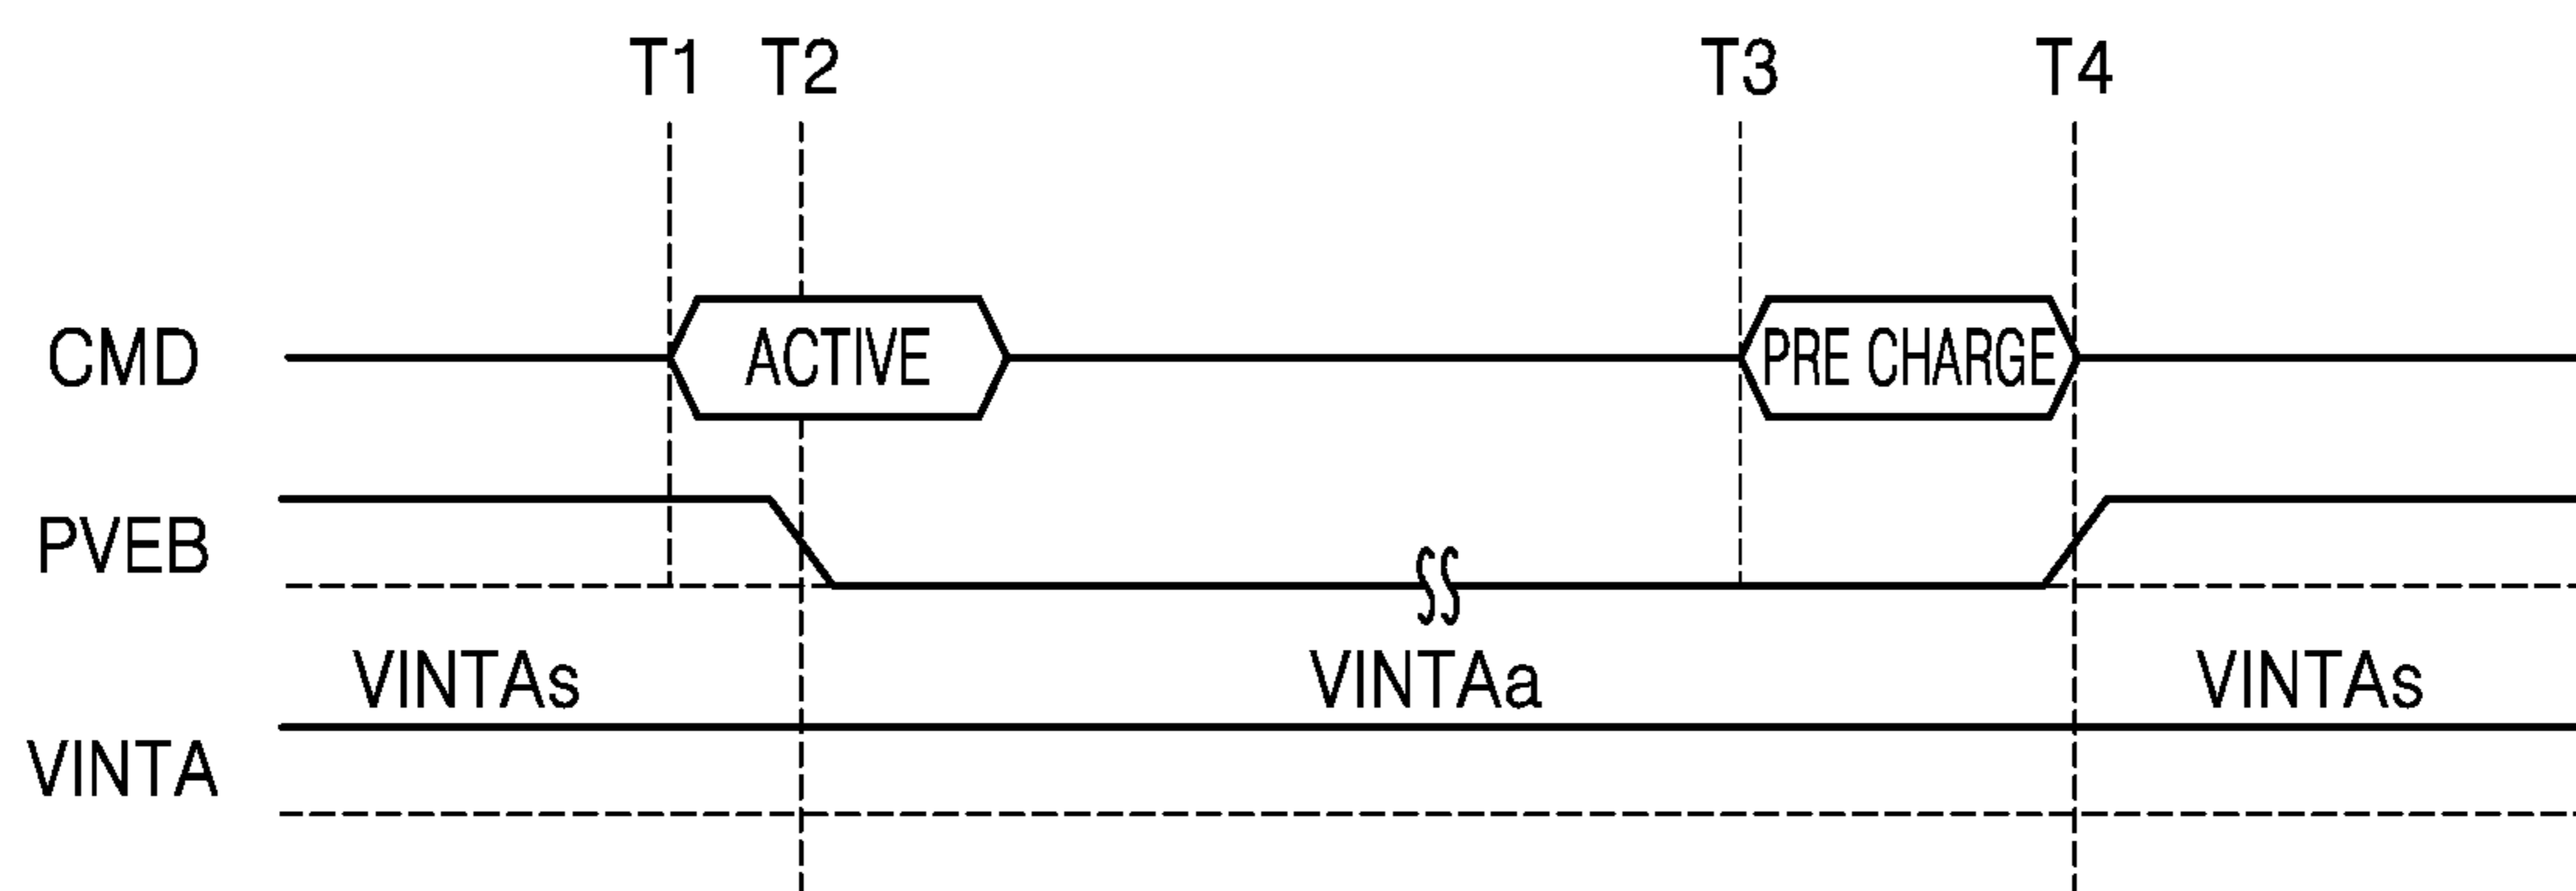 T1 T2 T3 T4
CMD ACTIVE PRE CHARGE
PVEB
VINTAs VINTAa VINTAs
VINTA